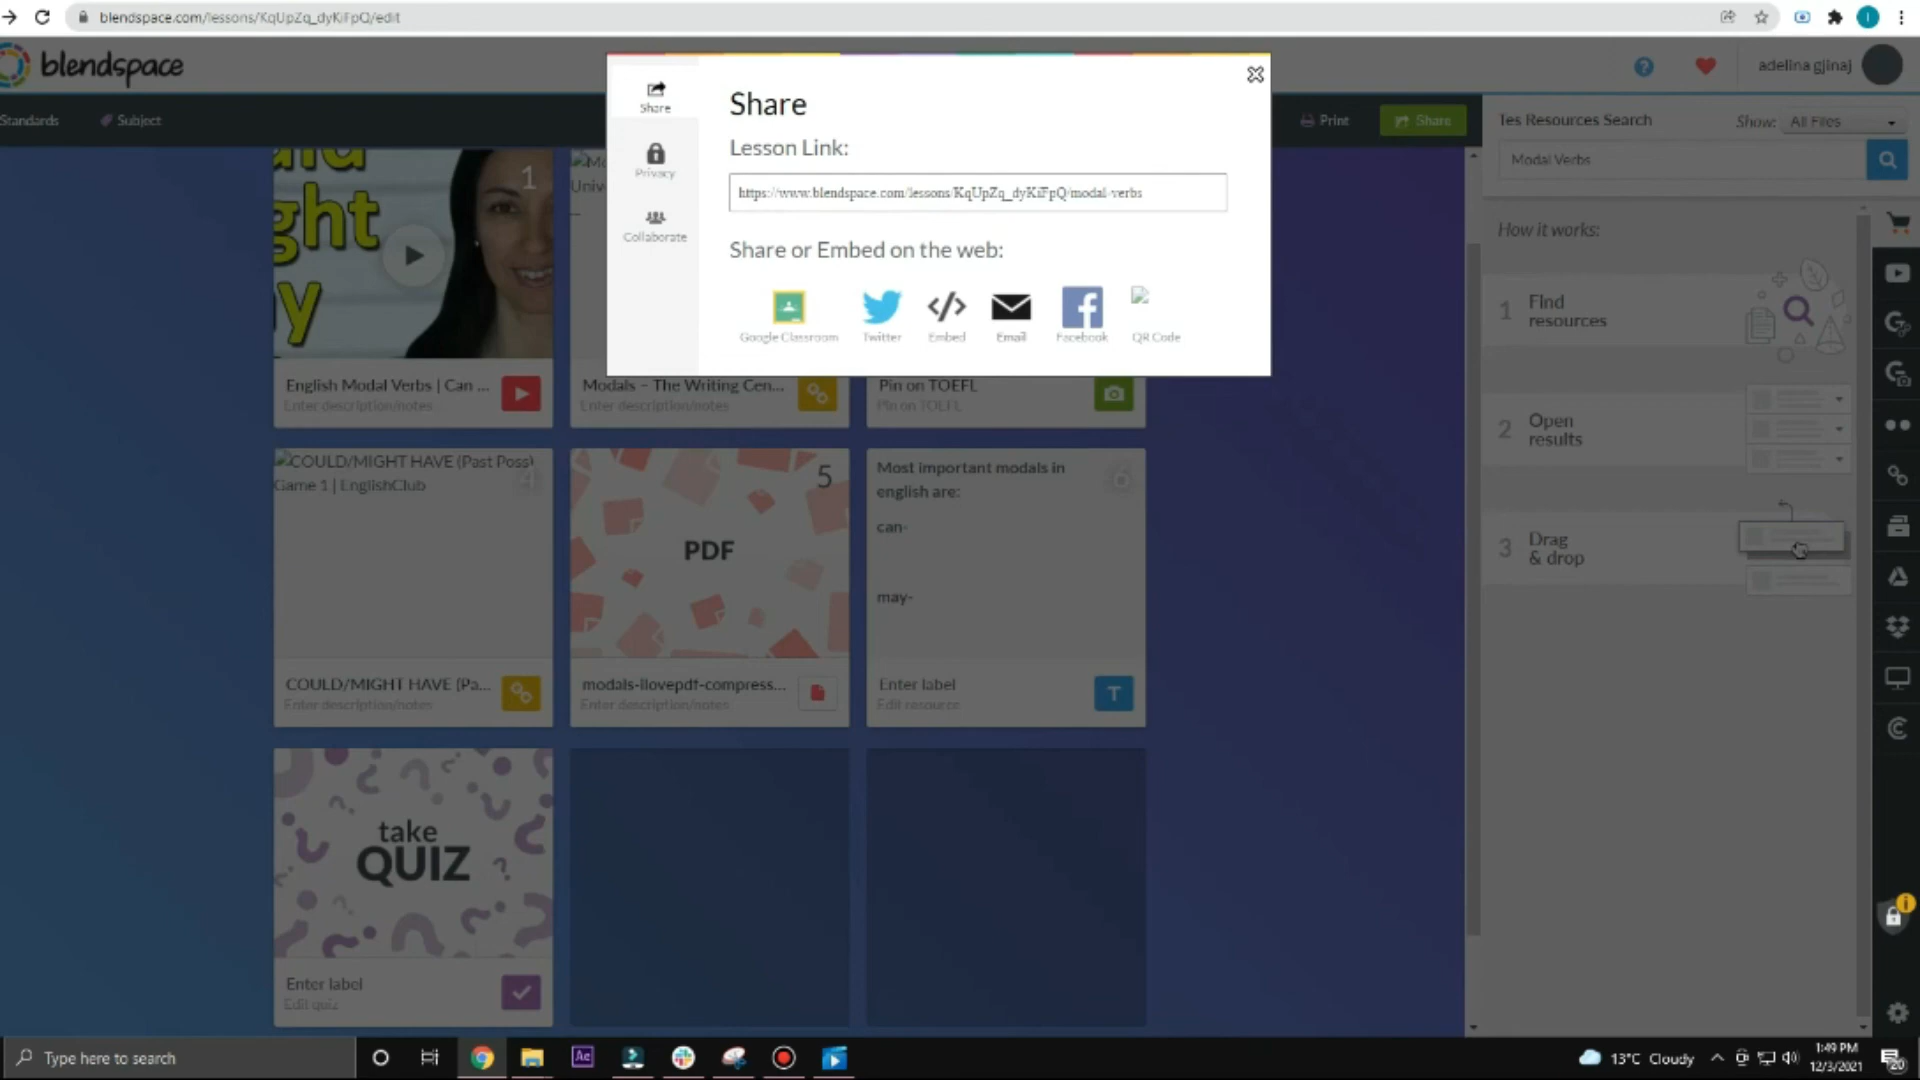 blendspace.com/lessons/KqUpZq_dyKiFpQ/edit
blendspace
adelina gjinaj
Standards
Subject
Print
Share
Share
Privacy
Collaborate
Share
Lesson Link:
https://www.blendspace.com/lessons/KqUpZq_dyKiFpQ/modal-verbs
Share or Embed on the web:
Google Classroom
Twitter
Embed
Email
Facebook
QR Code
Tes Resources Search
Show:
All Files
Modal Verbs
How it works:
1 Find
resources
2 Open
results
3 Drag
& drop
ght
y
1
English Modal Verbs | Can ...
Enter description/notes
Modals – The Writing Cen...
Enter description/notes
Pin on TOEFL
Pin on TOEFL
COULD/MIGHT HAVE (Past Poss)
Game 1 | EnglishClub
4
COULD/MIGHT HAVE (Pa...
Enter description/notes
5
PDF
modals-ilovepdf-compress...
Enter description/notes
Most important modals in
english are:
can-
may-
Enter label
Edit resource
T
take
QUIZ
Enter label
Edit quiz
Type here to search
Ae
13°C Cloudy
1:49 PM
12/3/2021
20